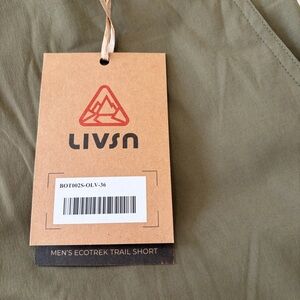 LIVSN
BOT002S-OLV-36
MEN'S ECOTREK TRAIL SHORT